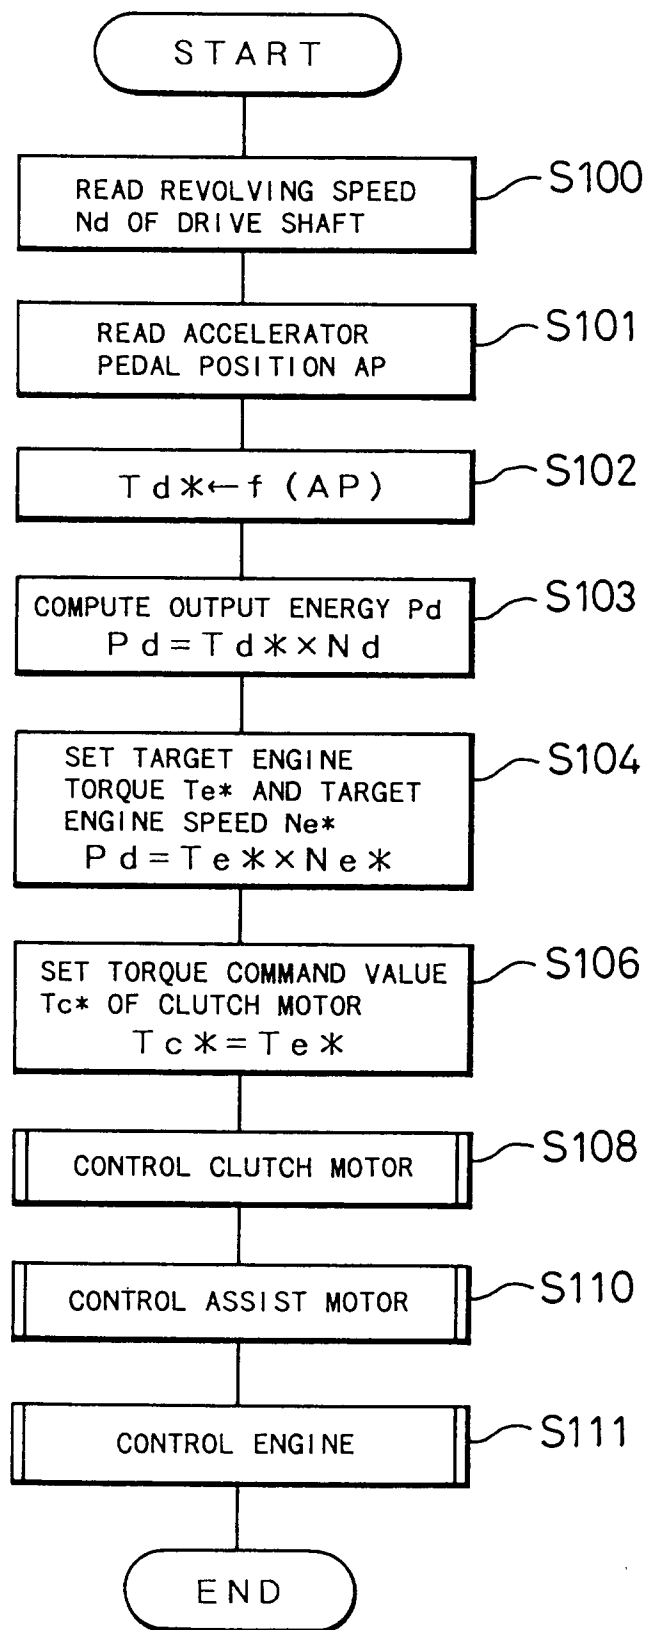 START
READ REVOLVING SPEED
Nd OF DRIVE SHAFT
S100
READ ACCELERATOR
PEDAL POSITION AP
S101
Td*←f(AP)
S102
COMPUTE OUTPUT ENERGY Pd
Pd=Td*×Nd
S103
SET TARGET ENGINE
TORQUE Te* AND TARGET
ENGINE SPEED Ne*
Pd=Te*×Ne*
S104
SET TORQUE COMMAND VALUE
Tc* OF CLUTCH MOTOR
Tc*=Te*
S106
CONTROL CLUTCH MOTOR
S108
CONTROL ASSIST MOTOR
S110
CONTROL ENGINE
S111
END